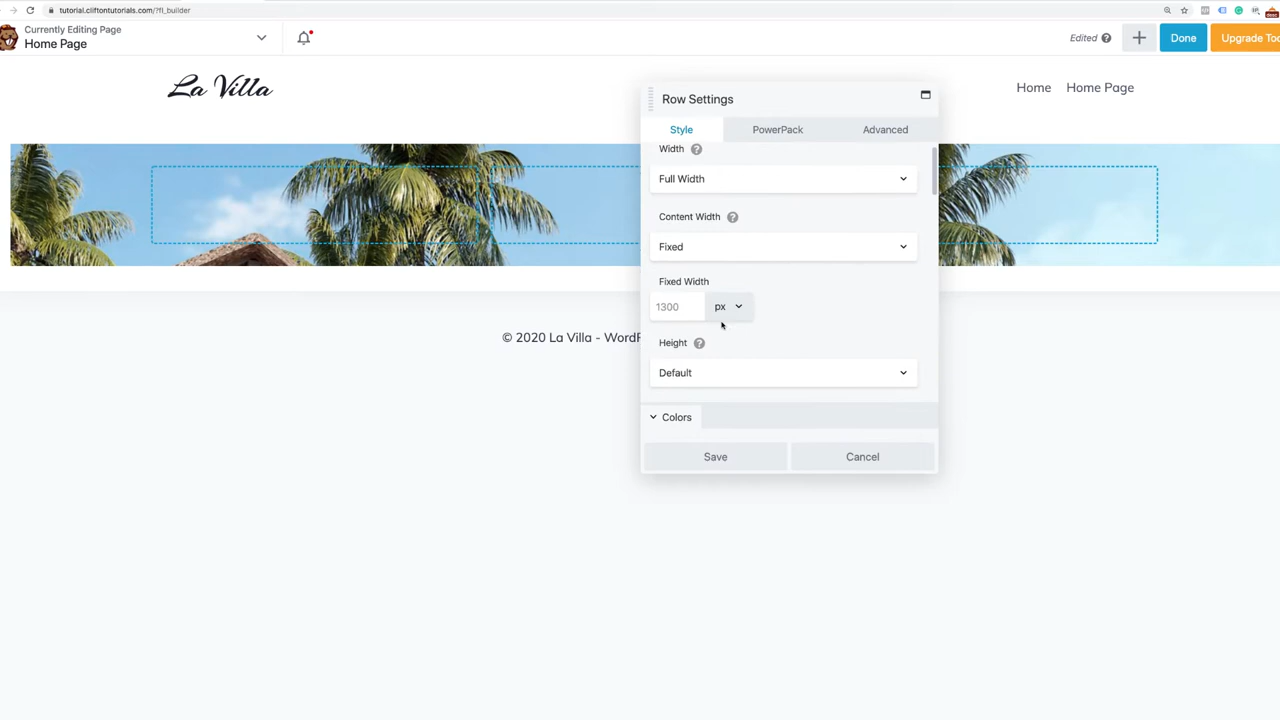 tutorial.cliftontutorials.com/?fl_builder
Currently Editing Page
Home Page
Edited ?
+
Done
Upgrade Too
La Villa
Home
Home Page
Row Settings
Style
PowerPack
Advanced
Width ?
Full Width
Content Width ?
Fixed
Fixed Width
1300
px
Height ?
Default
Colors
Save
Cancel
© 2020 La Villa - WordP